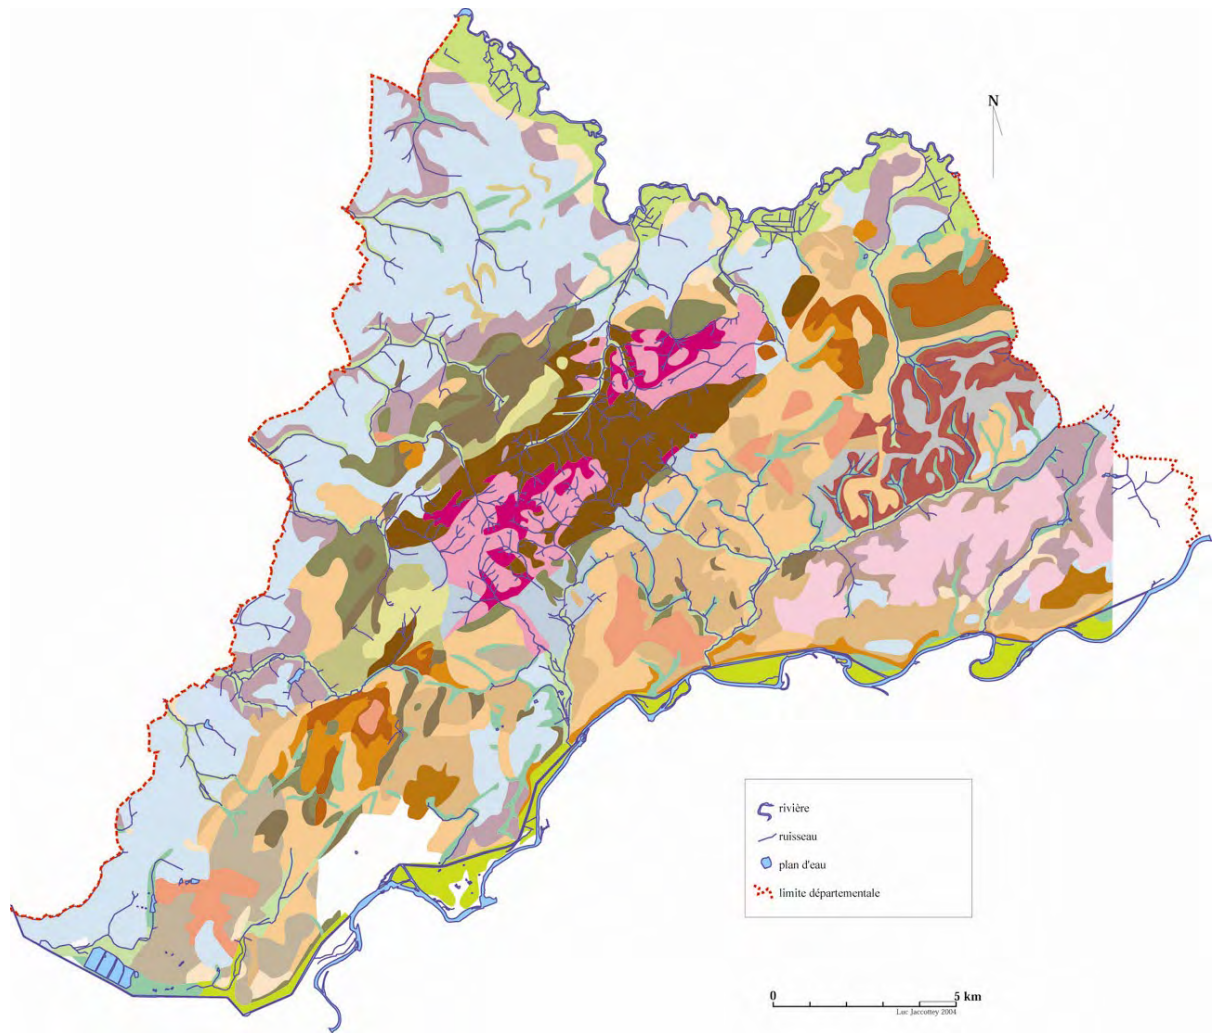 N
rivière
ruisseau
plan d'eau
limite départementale
0 5 km
Luc Jaccottey 2004